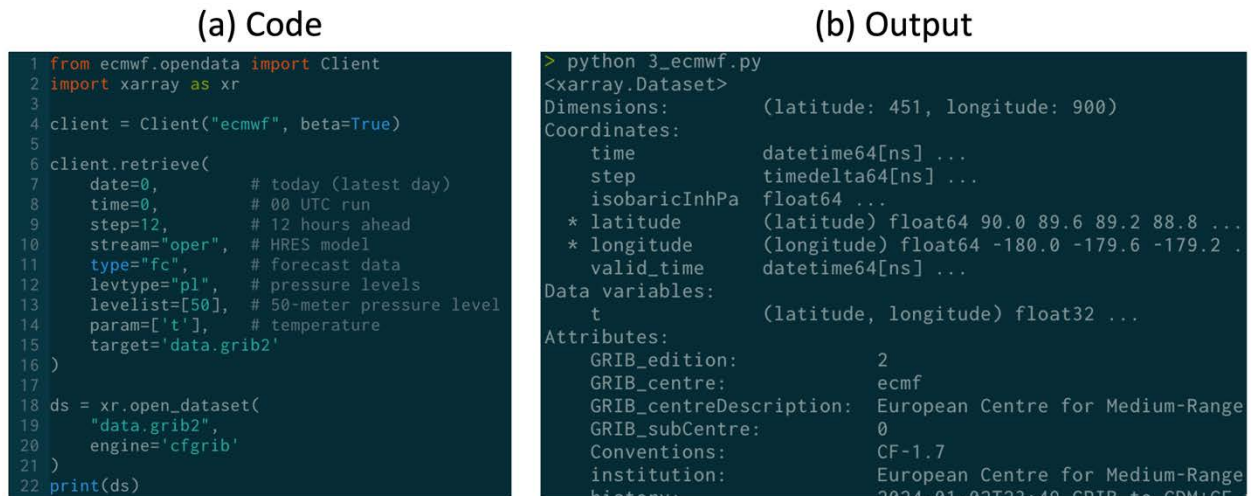 (a) Code
1 from ecmwf.opendata import Client
2 import xarray as xr
3
4 client = Client("ecmwf", beta=True)
5
6 client.retrieve(
7     date=0,         # today (latest day)
8     time=0,         # 00 UTC run
9     step=12,        # 12 hours ahead
10     stream="oper",  # HRES model
11     type="fc",      # forecast data
12     levtype="pl",   # pressure levels
13     levelist=[50],  # 50-meter pressure level
14     param=['t'],    # temperature
15     target='data.grib2'
16 )
17
18 ds = xr.open_dataset(
19     "data.grib2",
20     engine='cfgrib'
21 )
22 print(ds)
(b) Output
> python 3_ecmwf.py
<xarray.Dataset>
Dimensions:        (latitude: 451, longitude: 900)
Coordinates:
    time           datetime64[ns] ...
    step           timedelta64[ns] ...
    isobaricInhPa  float64 ...
  * latitude       (latitude) float64 90.0 89.6 89.2 88.8 ...
  * longitude      (longitude) float64 -180.0 -179.6 -179.2 .
    valid_time     datetime64[ns] ...
Data variables:
    t              (latitude, longitude) float32 ...
Attributes:
    GRIB_edition:            2
    GRIB_centre:             ecmf
    GRIB_centreDescription:  European Centre for Medium-Range
    GRIB_subCentre:          0
    Conventions:             CF-1.7
    institution:             European Centre for Medium-Range